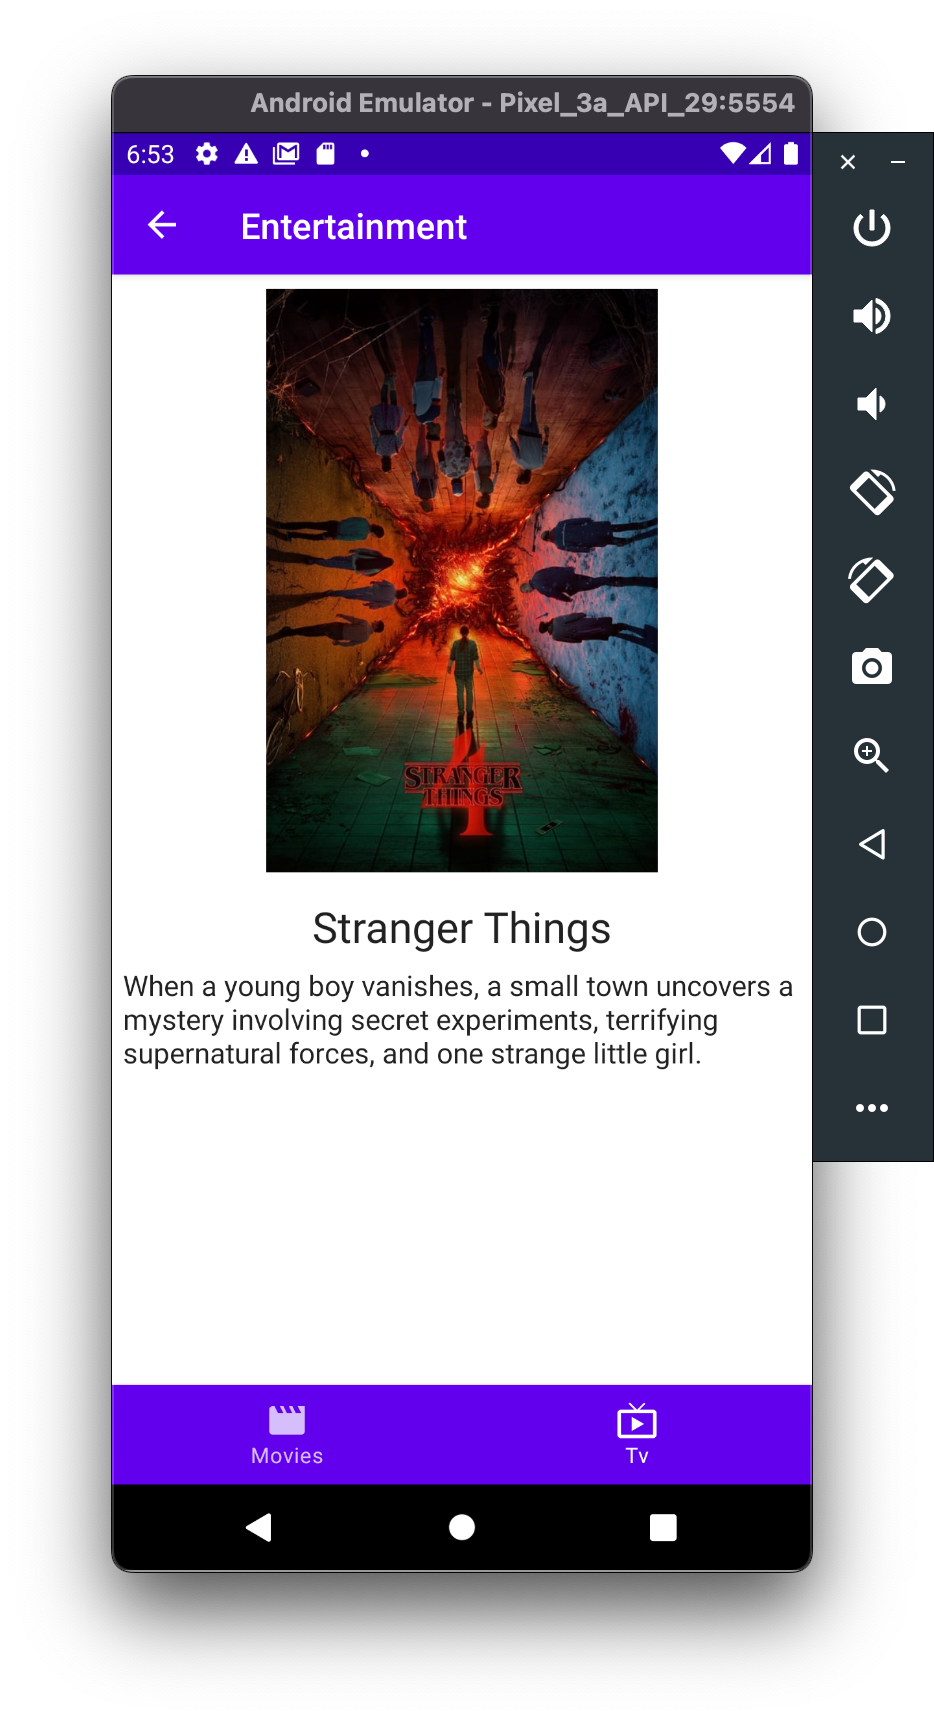 Android Emulator - Pixel_3a_API_29:5554
6:53
Entertainment
4
STRANGER
THINGS
Stranger Things
When a young boy vanishes, a small town uncovers a
mystery involving secret experiments, terrifying
supernatural forces, and one strange little girl.
Movies
Tv